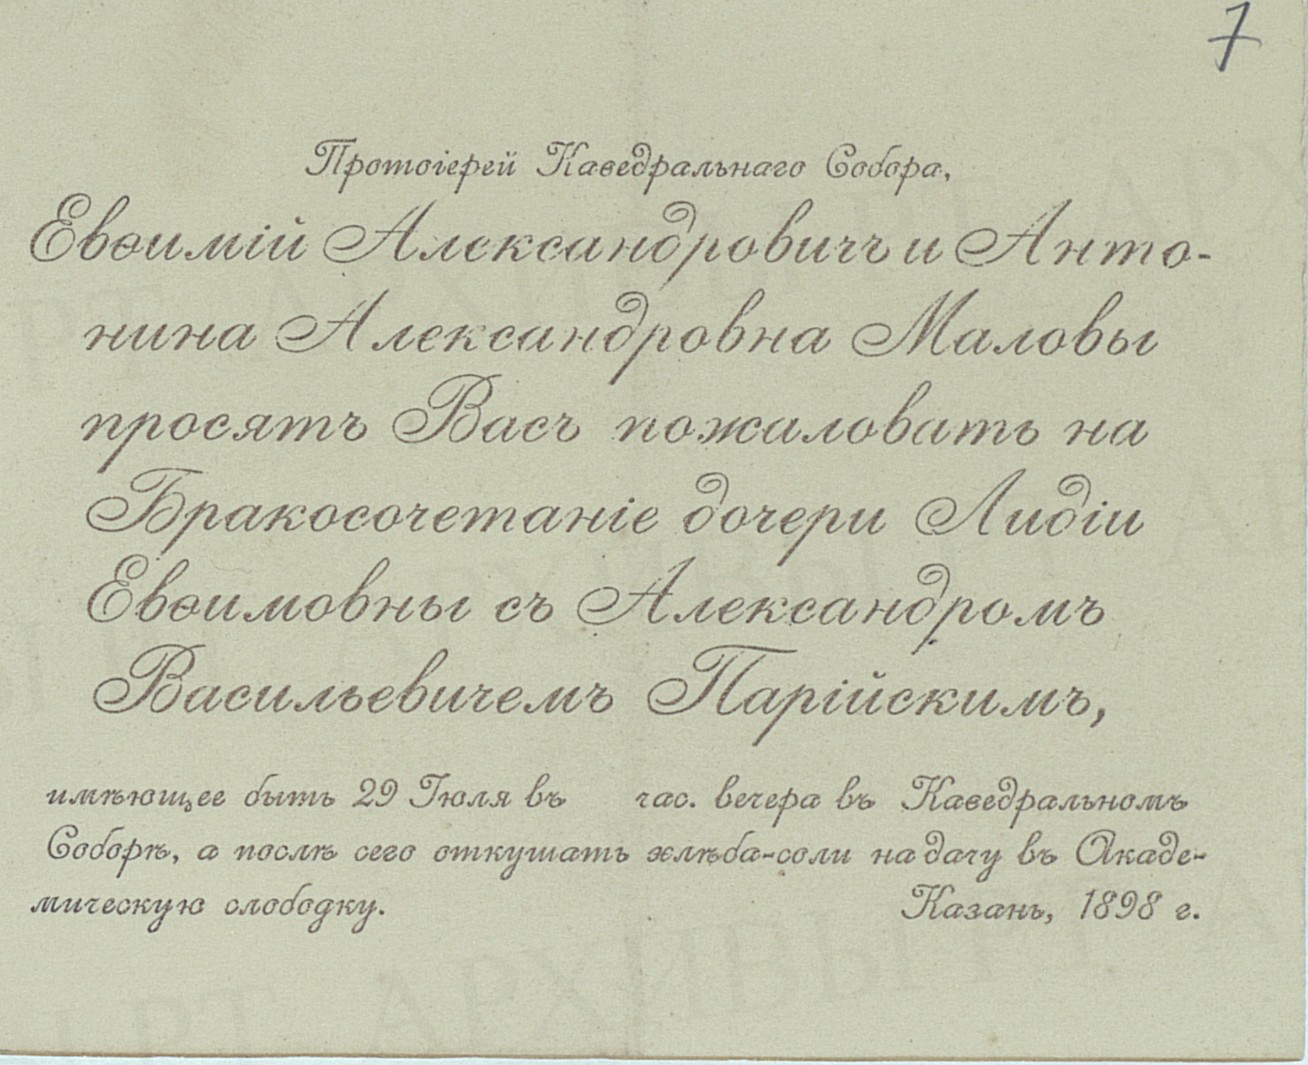 7
Протоіерей Каѳедральнаго Собора,
Евѳимій Александровичъ и Анто-
нина Александровна Маловы
просятъ Васъ пожаловать на
Бракосочетаніе дочери Лидіи
Евѳимовны съ Александромъ
Васильевичемъ Парійскимъ,
имѣющее быть 29 Іюля въ час. вечера въ Каѳедральномъ
Соборѣ, а послѣ сего откушать хлѣба-соли на дачу въ Акаде-
мическую слободку. Казань, 1898 г.